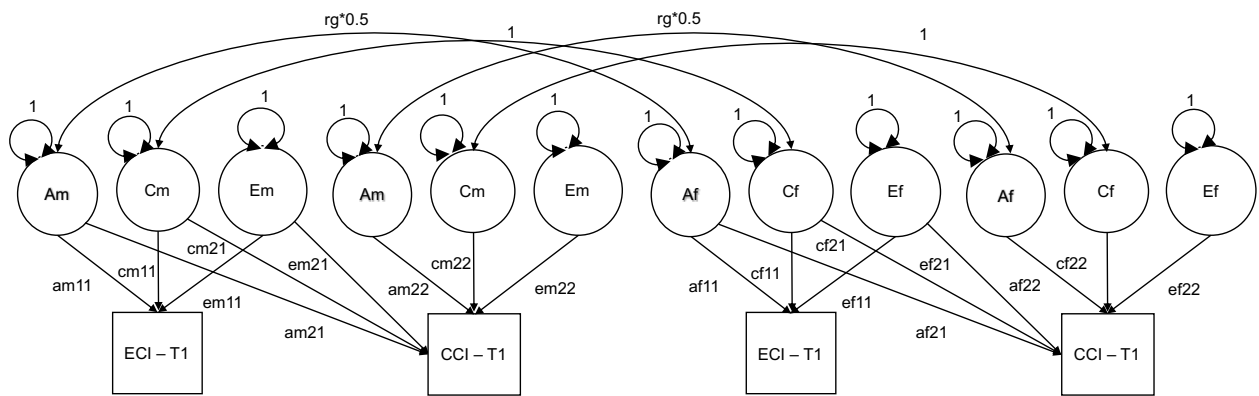 rg*0.5
rg*0.5
1
1
1
1
1
1
1
1
1
1
1
1
1
1
Am
Cm
Em
Am
Cm
Em
Af
Cf
Ef
Af
Cf
Ef
am11
cm11
cm21
em11
em21
am21
am22
cm22
em22
af11
cf11
cf21
ef11
ef21
af21
af22
cf22
ef22
ECI – T1
CCI – T1
ECI – T1
CCI – T1